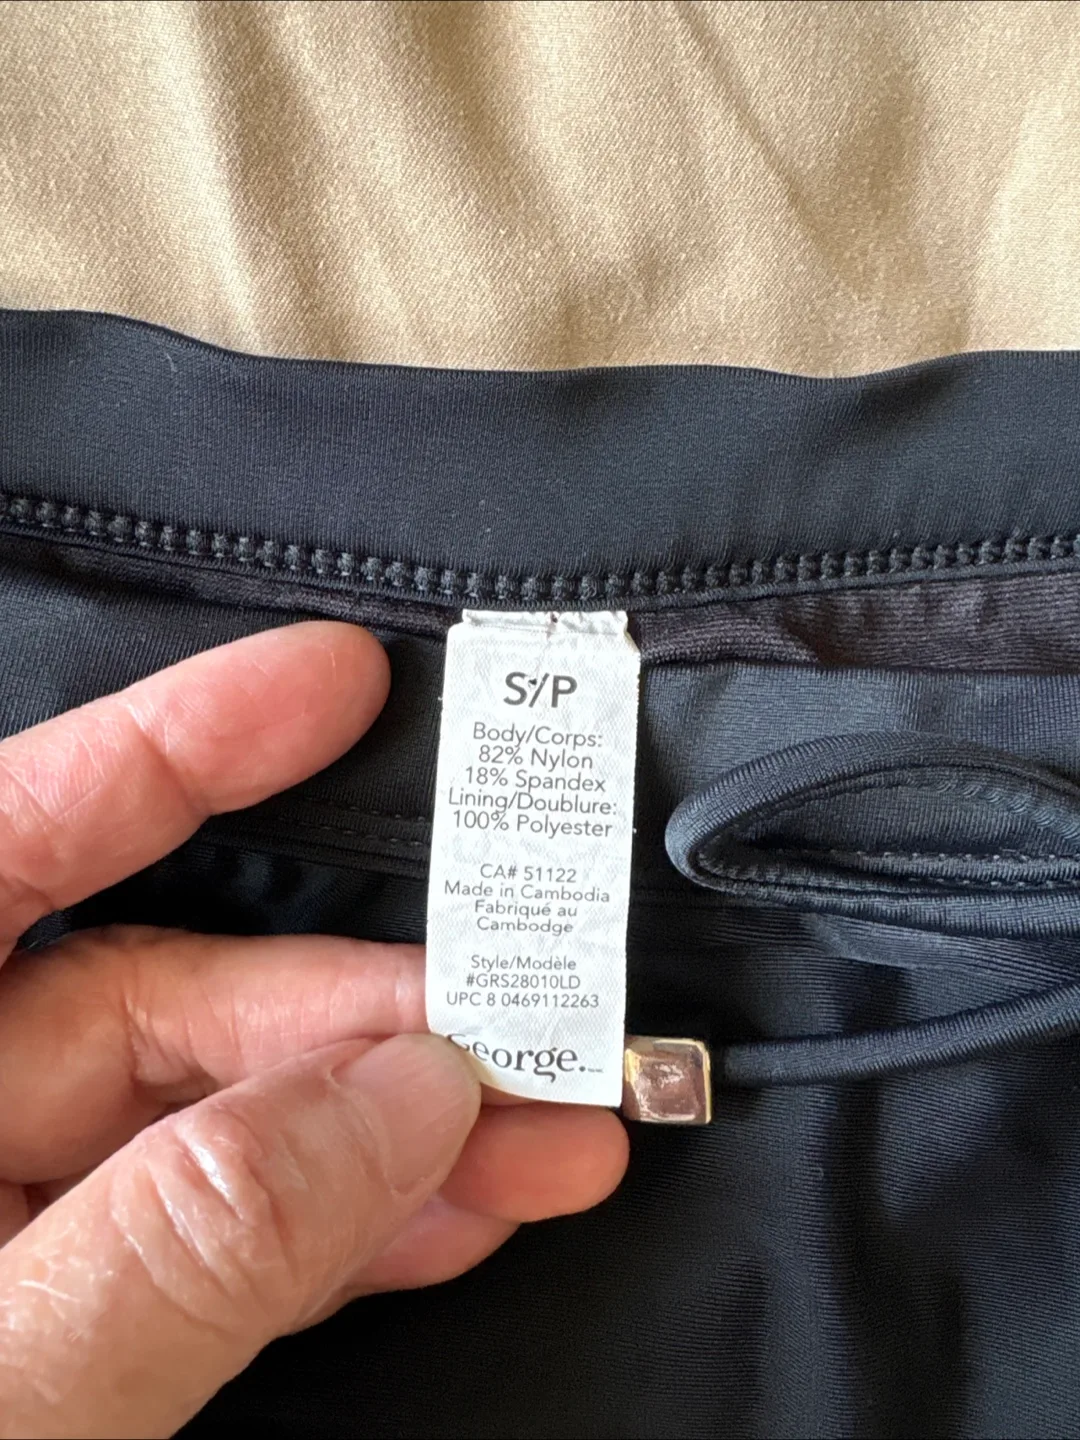 S/P
Body/Corps:
82% Nylon
18% Spandex
Lining/Doublure:
100% Polyester
CA# 51122
Made in Cambodia
Fabriqué au
Cambodge
Style/Modèle
#GRS28010LD
UPC 8 0469112263
George.